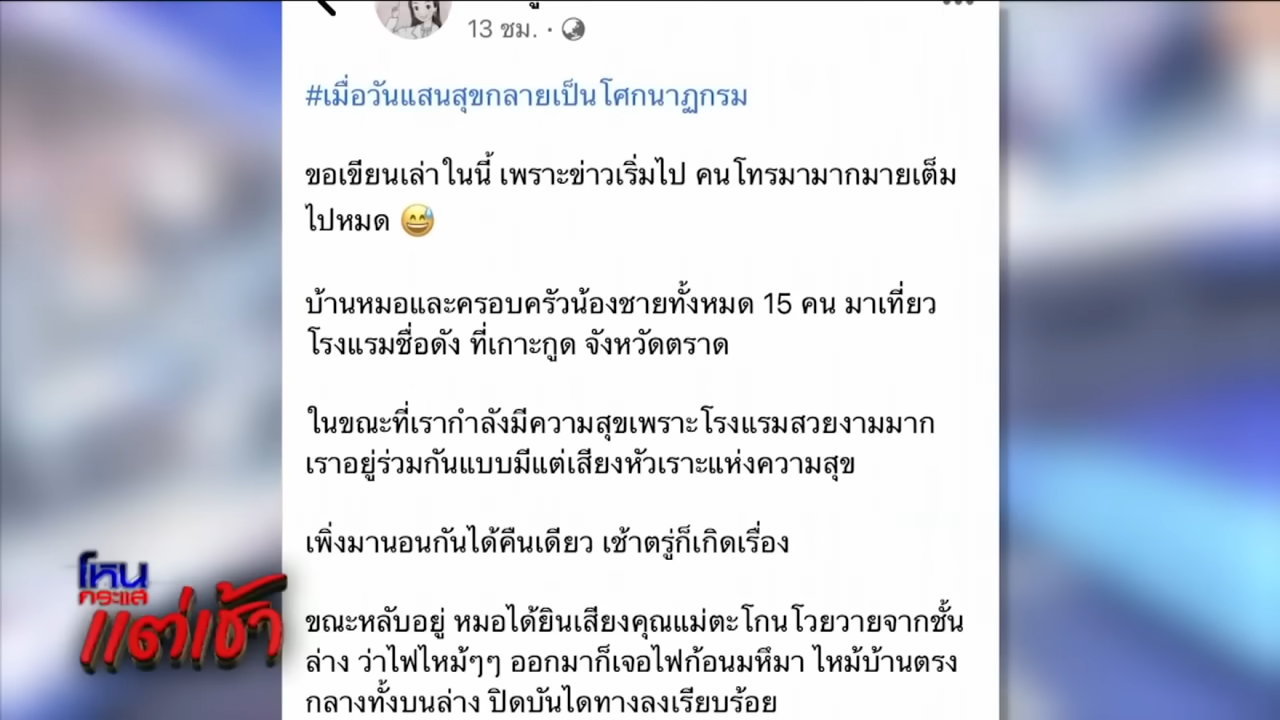 13 ชม. ·
#เมื่อวันแสนสุขกลายเป็นโศกนาฏกรม
ขอเขียนเล่าในนี้ เพราะข่าวเริ่มไป คนโทรมามากมายเต็ม
ไปหมด 😅
บ้านหมอและครอบครัวน้องชายทั้งหมด 15 คน มาเที่ยว
โรงแรมชื่อดัง ที่เกาะกูด จังหวัดตราด
ในขณะที่เรากำลังมีความสุขเพราะโรงแรมสวยงามมาก
เราอยู่ร่วมกันแบบมีแต่เสียงหัวเราะแห่งความสุข
เพิ่งมานอนกันได้คืนเดียว เช้าตรู่ก็เกิดเรื่อง
ขณะหลับอยู่ หมอได้ยินเสียงคุณแม่ตะโกนโวยวายจากชั้น
ล่าง ว่าไฟไหม้ๆๆ ออกมาก็เจอไฟก้อนมหึมา ไหม้บ้านตรง
กลางทั้งบนล่าง ปิดบันไดทางลงเรียบร้อย
โหน
กระแส
แต่เช้า